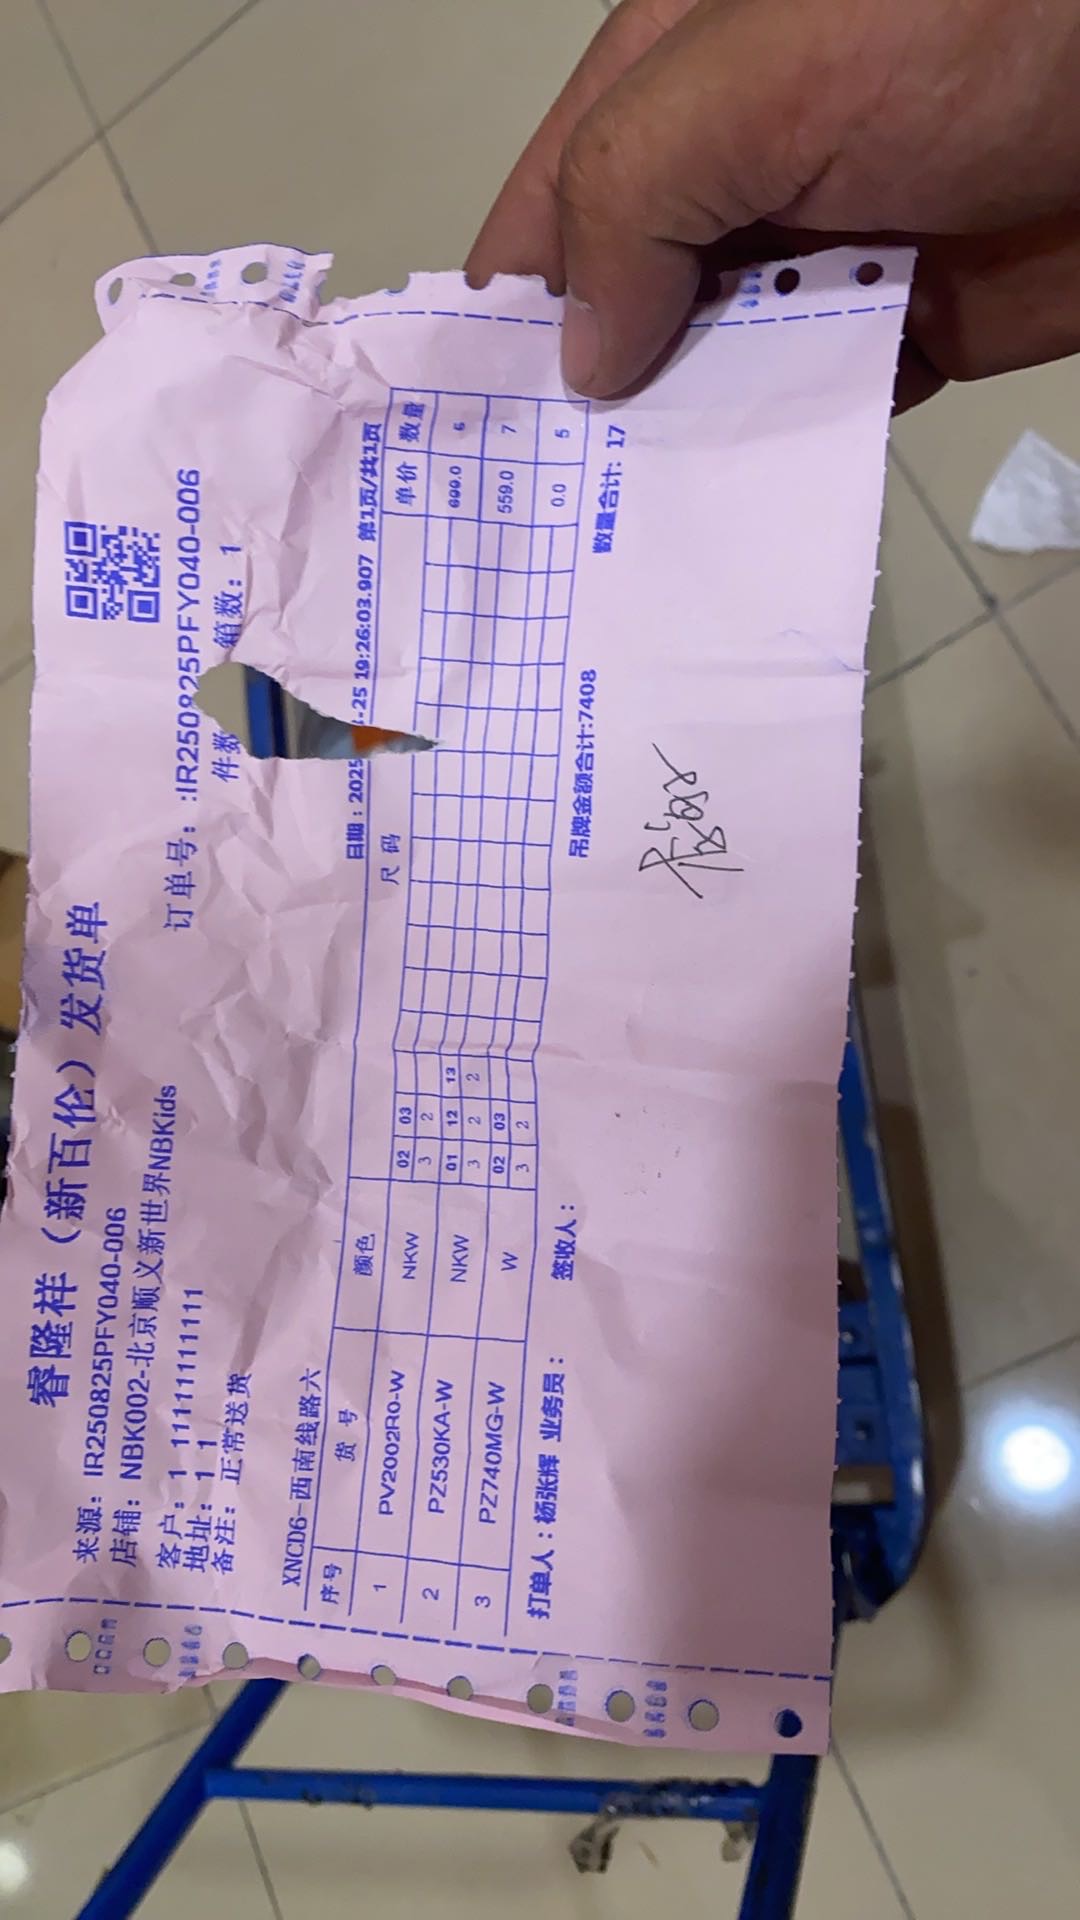 睿隆祥（新百伦）发货单
来源：IR250825PFY040-006
订单号：:IR250825PFY040-006
店铺：NBK002-北京顺义新世界NBKids
件数 箱数：1
客户：1 11111111111
地址：1 1
备注：正常送货
XNCD6-西南线路六
日期：2025 -25 19:26:03.907 第1页/共1页
序号 货号 颜色 尺码 单价 数量
1 PV2002R0-W NKW 02 03 699.0 5
3 2
2 PZ530KA-W NKW 01 12 13 559.0 7
3 2 2
3 PZ740MG-W W 02 03 0.0 5
3 2
打单人：杨张辉 业务员： 签收人： 吊牌金额合计:7408 数量合计: 17